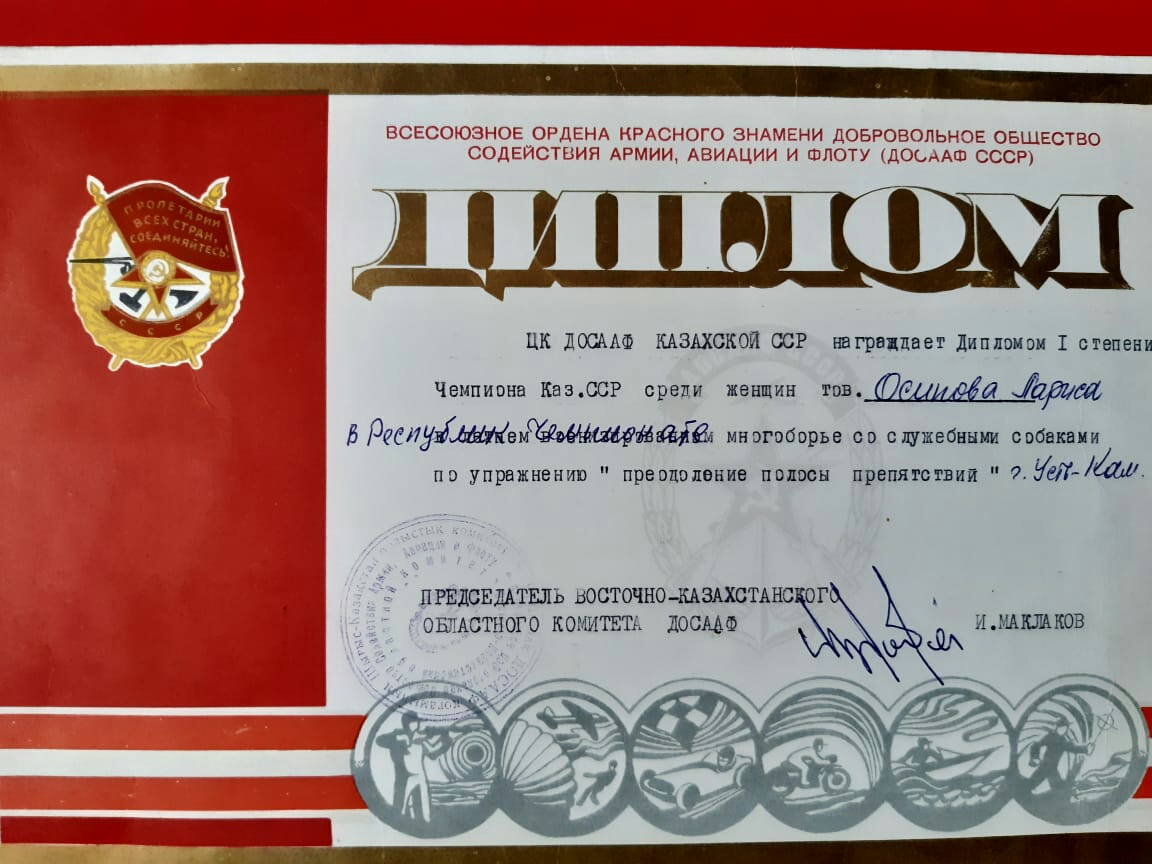 ВСЕСОЮЗНОЕ ОРДЕНА КРАСНОГО ЗНАМЕНИ ДОБРОВОЛЬНОЕ ОБЩЕСТВО
СОДЕЙСТВИЯ АРМИИ, АВИАЦИИ И ФЛОТУ (ДОСААФ СССР)
ПРОЛЕТАРИИ
ВСЕХ СТРАН,
СОЕДИНЯЙТЕСЬ!
СССР
ДИПЛОМ
ЦК ДОСААФ КАЗАХСКОЙ ССР награждает Дипломом I степени
Чемпиона Каз.ССР среди женщин тов. Осипова Лариса
в Республик Чемпионате многоборье со служебными собаками
по упражнению " преодоление полосы препятствий " г. Уст-Кам.
ПРЕДСЕДАТЕЛЬ ВОСТОЧНО-КАЗАХСТАНСКОГО
ОБЛАСТНОГО КОМИТЕТА ДОСААФ И.МАКЛАКОВ